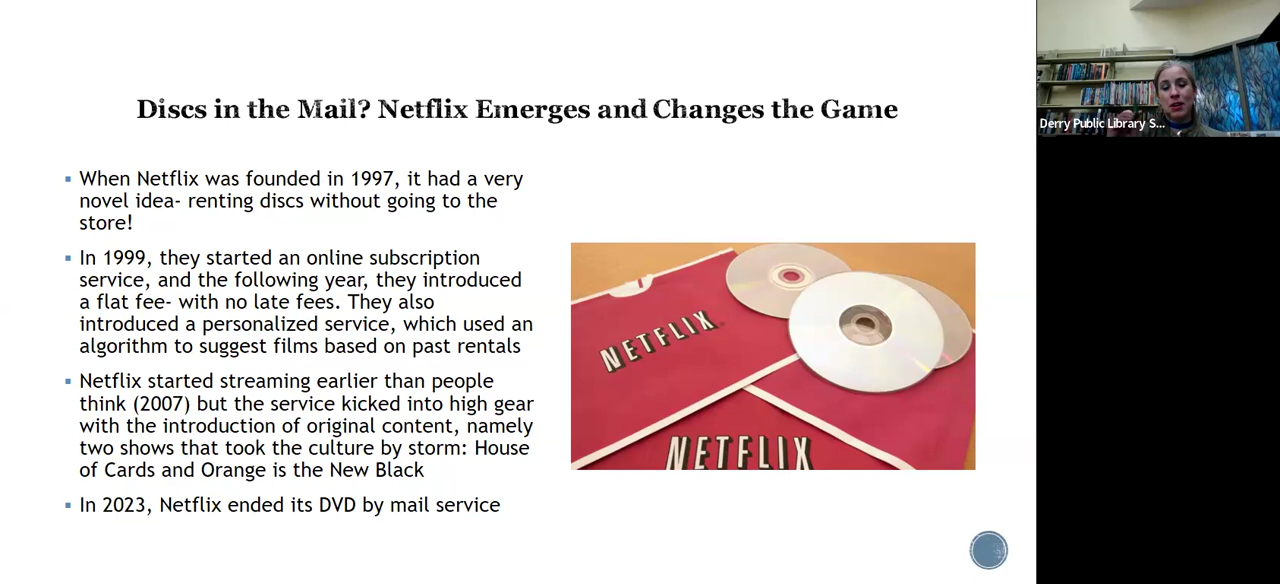 Discs in the Mail? Netflix Emerges and Changes the Game
When Netflix was founded in 1997, it had a very
novel idea- renting discs without going to the
store!
In 1999, they started an online subscription
service, and the following year, they introduced
a flat fee- with no late fees. They also
introduced a personalized service, which used an
algorithm to suggest films based on past rentals
Netflix started streaming earlier than people
think (2007) but the service kicked into high gear
with the introduction of original content, namely
two shows that took the culture by storm: House
of Cards and Orange is the New Black
In 2023, Netflix ended its DVD by mail service
NETFLIX
NETFLIX
Derry Public Library S...